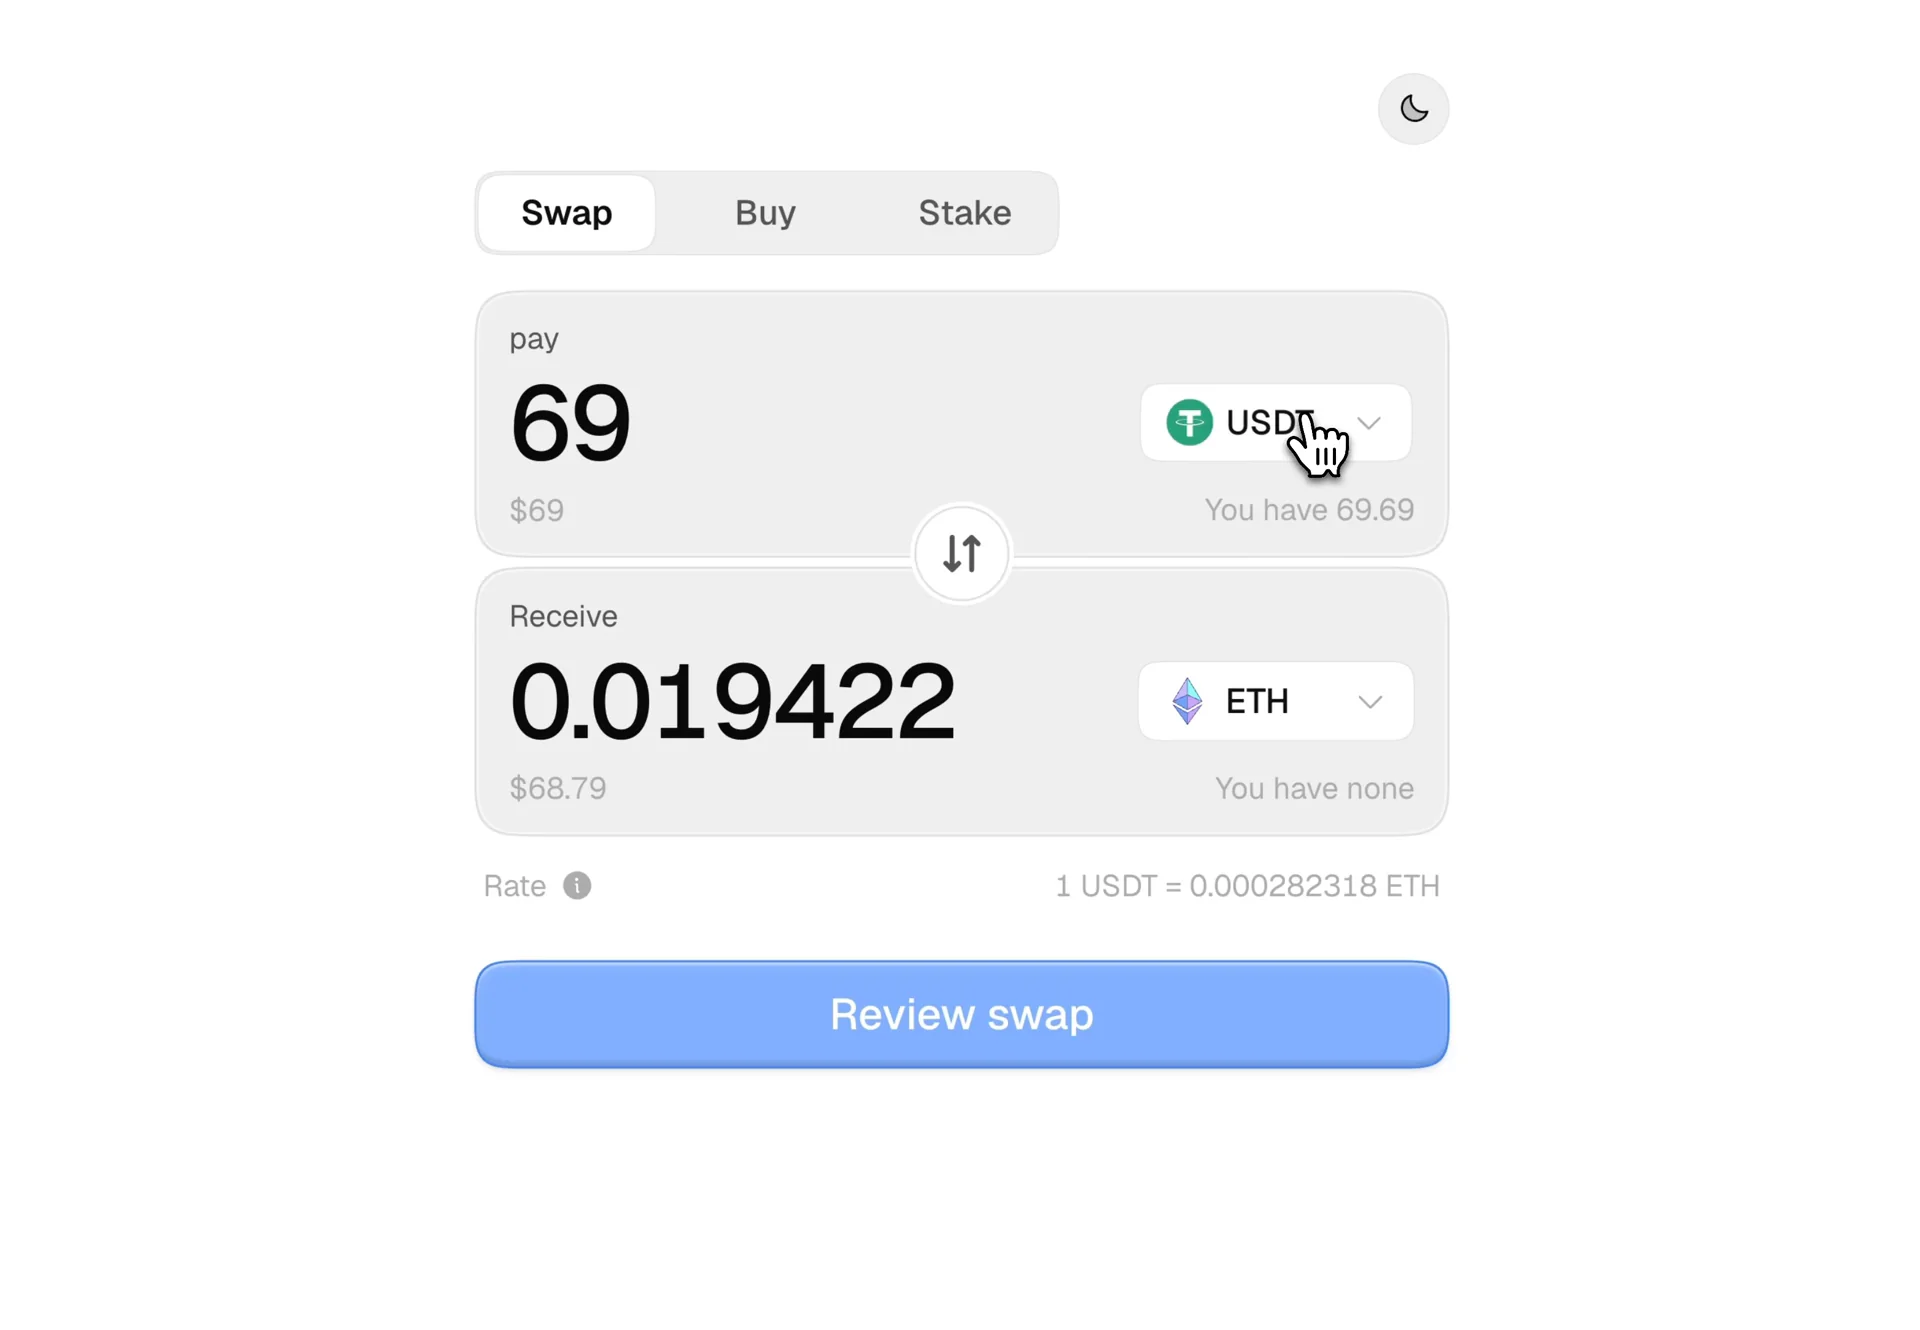 Swap
Buy
Stake
pay
69
USDT
$69
You have 69.69
Receive
0.019422
ETH
$68.79
You have none
Rate
1 USDT = 0.000282318 ETH
Review swap